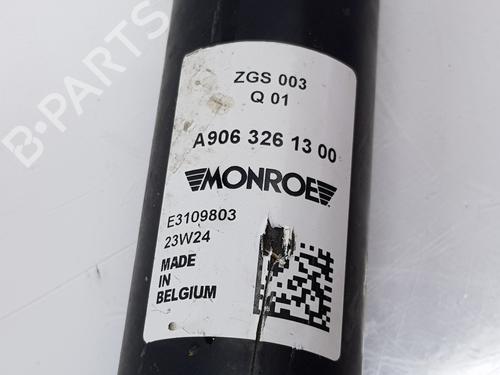 ZGS 003
Q 01
A906 326 13 00
MONROE
E3109803
23W24
MADE
IN
BELGIUM
B-PARTS